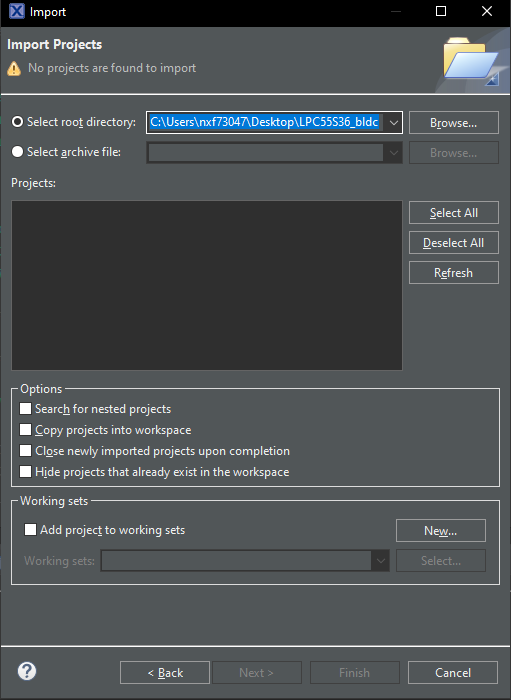 Import
Import Projects
No projects are found to import
Select root directory: C:\Users\nxf73047\Desktop\LPC55S36_bldc Browse...
Select archive file: Browse...
Projects:
Select All
Deselect All
Refresh
Options
Search for nested projects
Copy projects into workspace
Close newly imported projects upon completion
Hide projects that already exist in the workspace
Working sets
Add project to working sets New...
Working sets: Select...
? < Back Next > Finish Cancel